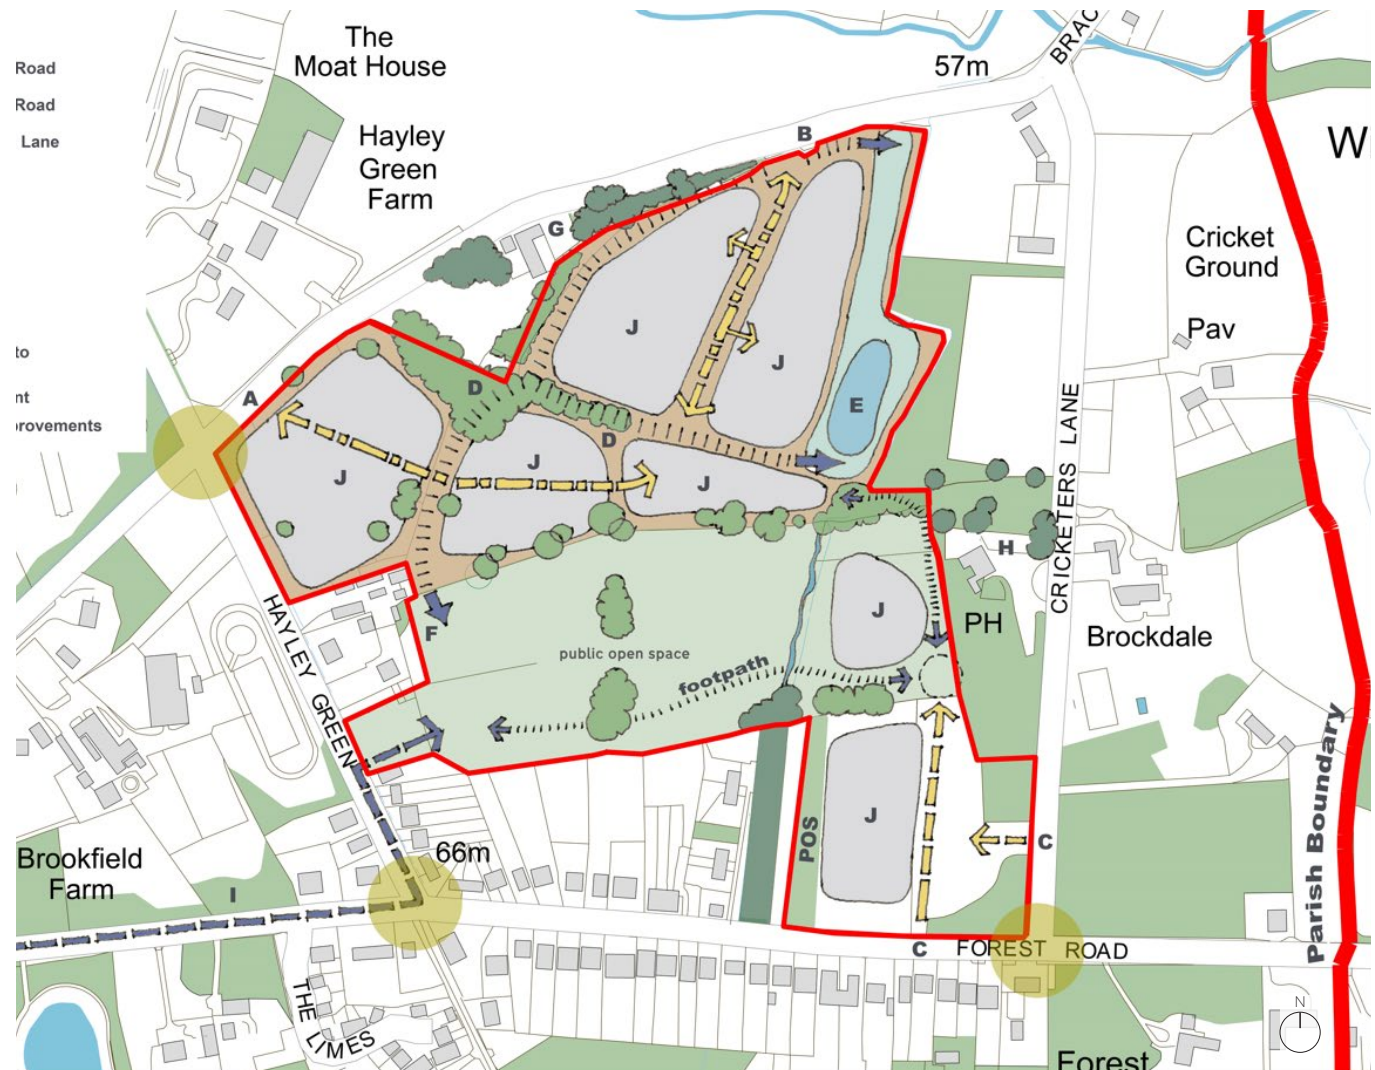 The
Moat House
57m
BRAC
Road
Road
Lane
Hayley
Green
Farm
B
W
G
Cricket
Ground
Pav
J
J
to
nt
provements
A
D
E
D
J
J
J
CRICKETERS LANE
H
J
PH
Brockdale
F
HAYLEY GREEN
public open space
footpath
J
POS
C
Parish Boundary
Brookfield
Farm
66m
I
C
FOREST ROAD
THE LIMES
N
Forest